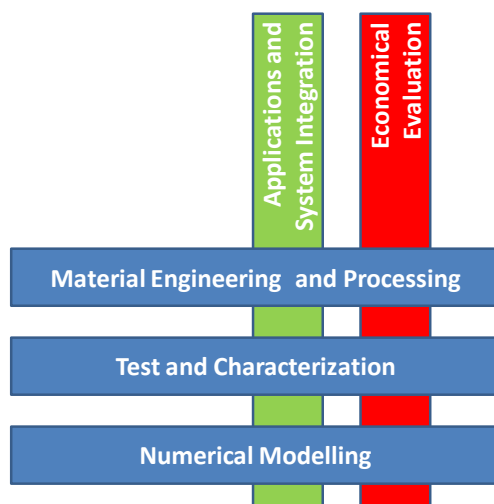 Applications and
System Integration
Economical
Evaluation
Material Engineering  and Processing
Test and Characterization
Numerical Modelling